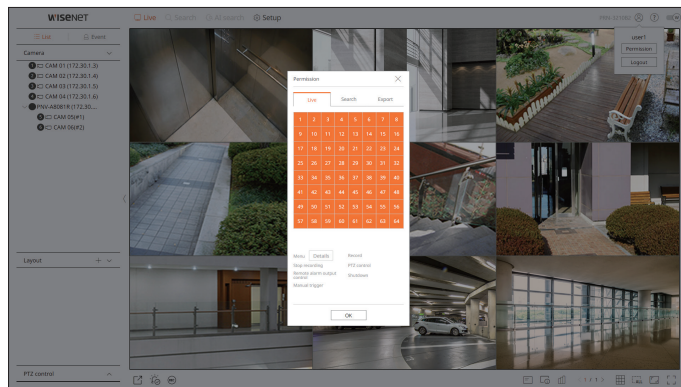 WISENET
Live Search AI search Setup
PRN-3210B2
List Event
Camera
1 CAM 01 (172.30.1.3)
2 CAM 02 (172.30.1.4)
3 CAM 03 (172.30.1.5)
4 CAM 04 (172.30.1.6)
PNV-A8081R (172.30....
5 CAM 05(#1)
6 CAM 06(#2)
Layout
PTZ control
user1
Permission
Logout
Permission
Live Search Export
1 2 3 4 5 6 7 8
9 10 11 12 13 14 15 16
17 18 19 20 21 22 23 24
25 26 27 28 29 30 31 32
33 34 35 36 37 38 39 40
41 42 43 44 45 46 47 48
49 50 51 52 53 54 55 56
57 58 59 60 61 62 63 64
Menu Details Record
Stop recording PTZ control
Remote alarm output control Shutdown
Manual trigger
OK